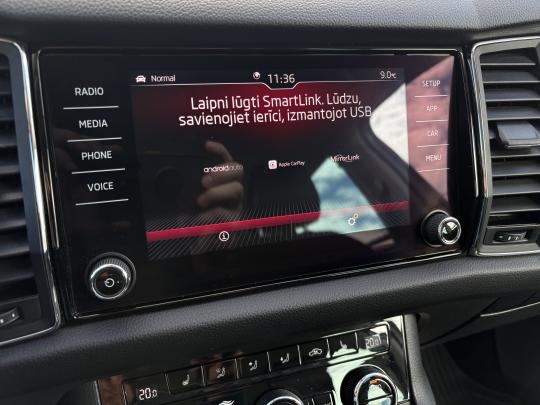 Normal 11:36 9.0°C
RADIO
MEDIA
PHONE
VOICE
Laipni lūgti SmartLink. Lūdzu,
savienojiet ierīci, izmantojot USB
androidauto Apple CarPlay MirrorLink
SETUP
APP
CAR
MENU
20.0
20.0